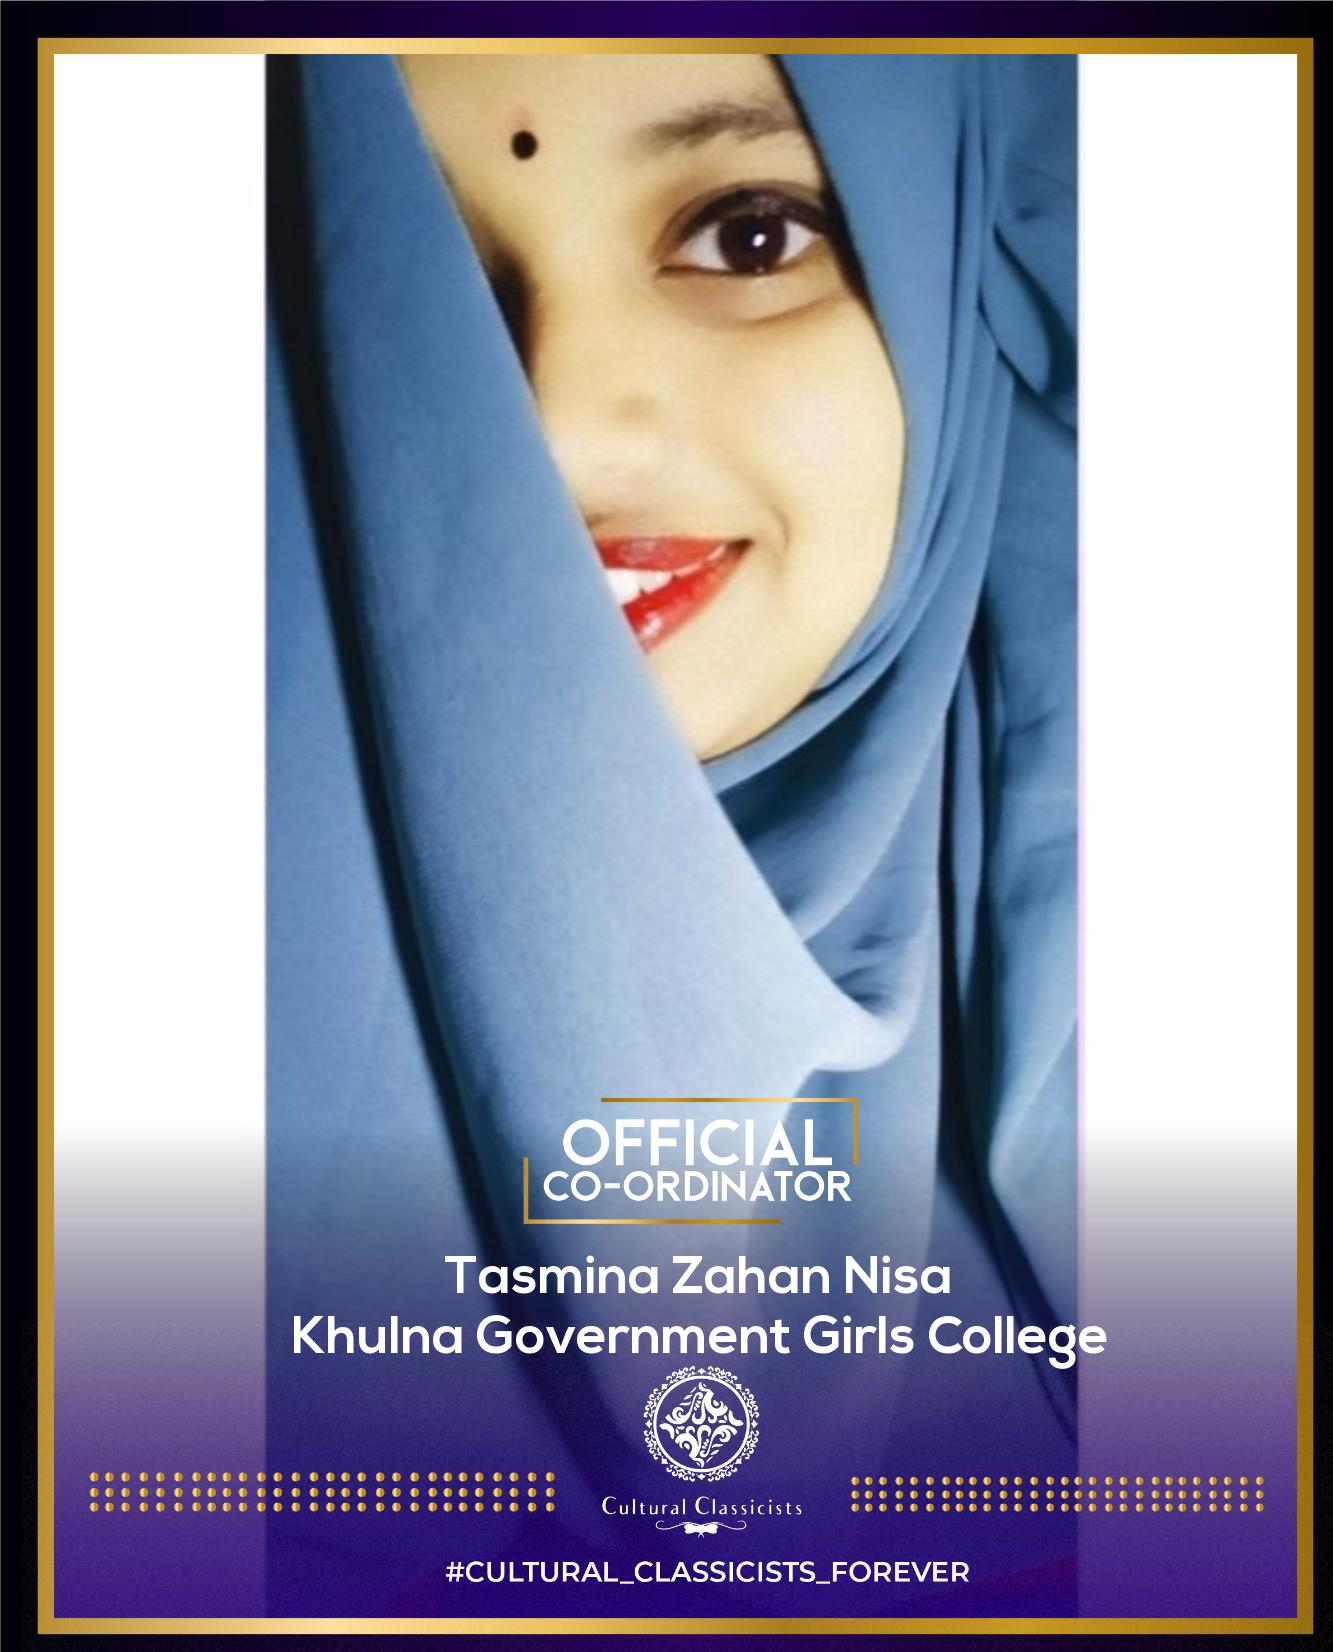 OFFICIAL
CO-ORDINATOR
Tasmina Zahan Nisa
Khulna Government Girls College
Cultural Classicists
#CULTURAL_CLASSICISTS_FOREVER